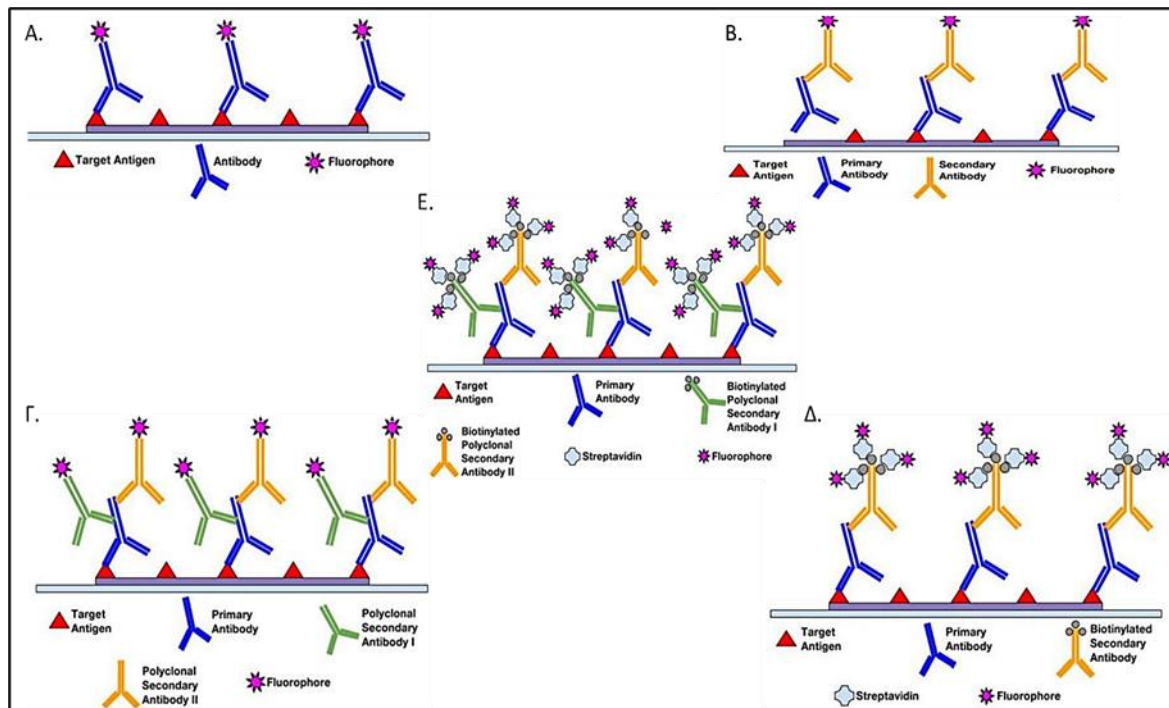 Α.
Target Antigen
Antibody
Fluorophore
Β.
Target
Antigen
Primary
Antibody
Secondary
Antibody
Fluorophore
Ε.
Target
Antigen
Primary
Antibody
Biotinylated
Polyclonal
Secondary
Antibody I
Biotinylated
Polyclonal
Secondary
Antibody II
Streptavidin
Fluorophore
Γ.
Target
Antigen
Primary
Antibody
Polyclonal
Secondary
Antibody I
Polyclonal
Secondary
Antibody II
Fluorophore
Δ.
Target
Antigen
Primary
Antibody
Biotinylated
Secondary
Antibody
Streptavidin
Fluorophore